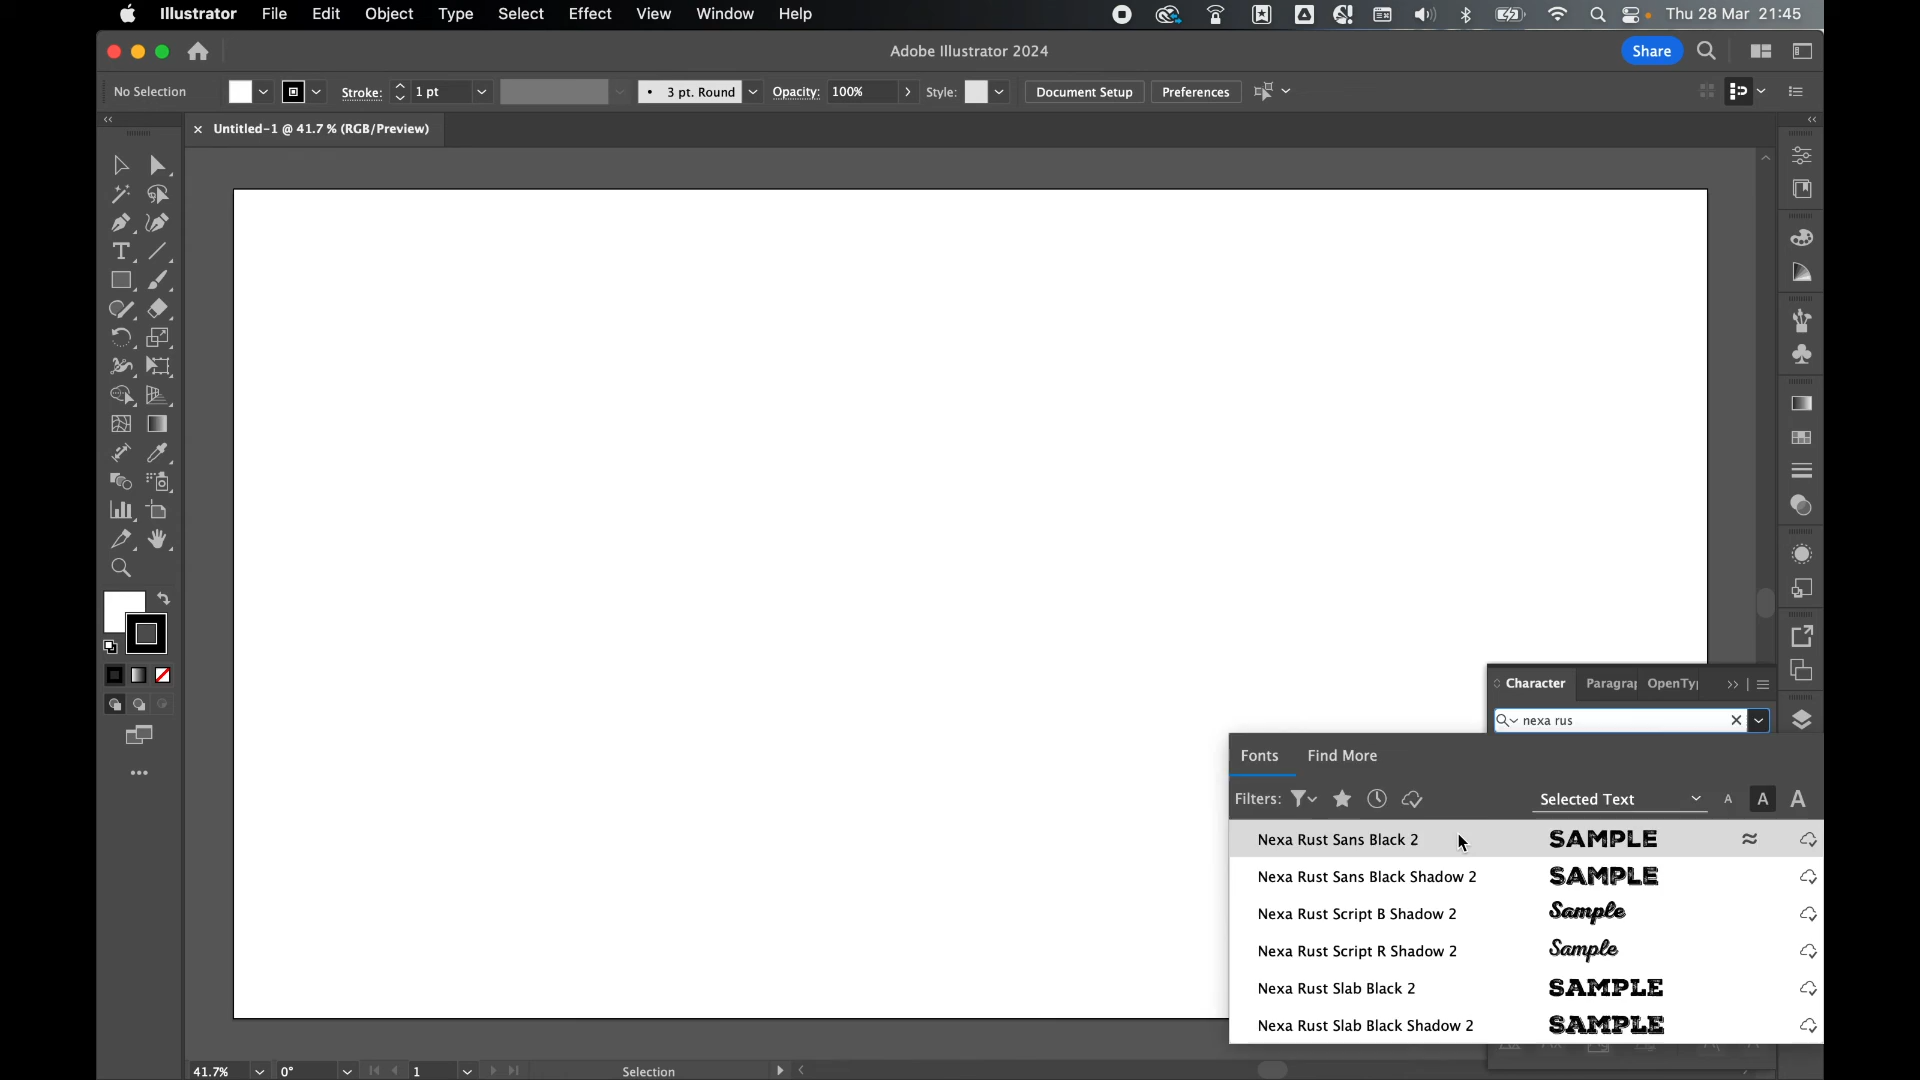 Illustrator File Edit Object Type Select Effect View Window Help Thu 28 Mar 21:45
Adobe Illustrator 2024 Share
No Selection Stroke: 1 pt 3 pt. Round Opacity: 100% Style: Document Setup Preferences
Untitled-1 @ 41.7 % (RGB/Preview)
Character Paragrap OpenTy
nexa rus
Fonts Find More
Filters: Selected Text A A A
Nexa Rust Sans Black 2 SAMPLE
Nexa Rust Sans Black Shadow 2 SAMPLE
Nexa Rust Script B Shadow 2 Sample
Nexa Rust Script R Shadow 2 Sample
Nexa Rust Slab Black 2 SAMPLE
Nexa Rust Slab Black Shadow 2 SAMPLE
41.7% 0° 1 Selection